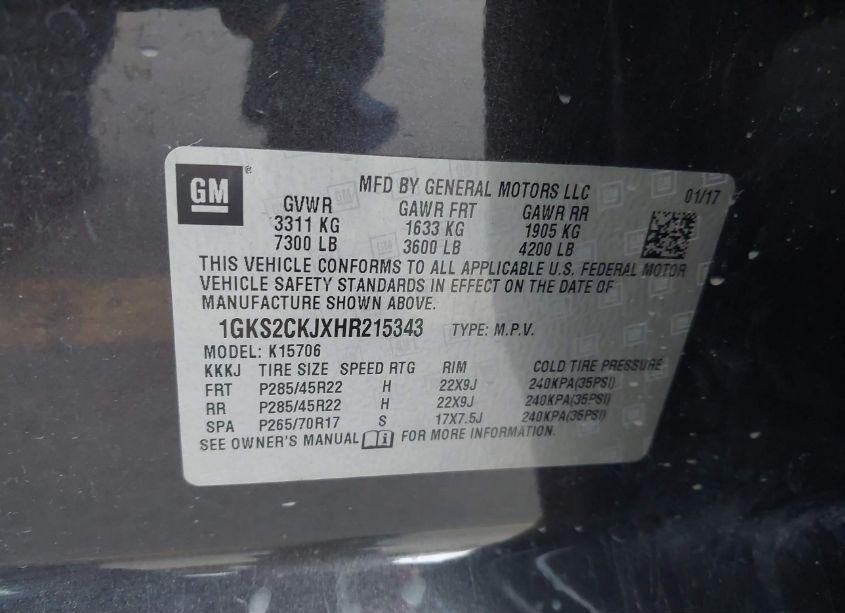 GM ® MFD BY GENERAL MOTORS LLC 01/17
GVWR GAWR FRT GAWR RR
3311 KG 1633 KG 1905 KG
7300 LB 3600 LB 4200 LB
THIS VEHICLE CONFORMS TO ALL APPLICABLE U.S. FEDERAL MOTOR
VEHICLE SAFETY STANDARDS IN EFFECT ON THE DATE OF
MANUFACTURE SHOWN ABOVE.
1GKS2CKJXHR215343 TYPE: M.P.V.
MODEL: K15706
KKKJ TIRE SIZE SPEED RTG RIM COLD TIRE PRESSURE
FRT P285/45R22 H 22X9J 240KPA(35PSI)
RR P285/45R22 H 22X9J 240KPA(35PSI)
SPA P265/70R17 S 17X7.5J 240KPA(35PSI)
SEE OWNER'S MANUAL i FOR MORE INFORMATION.